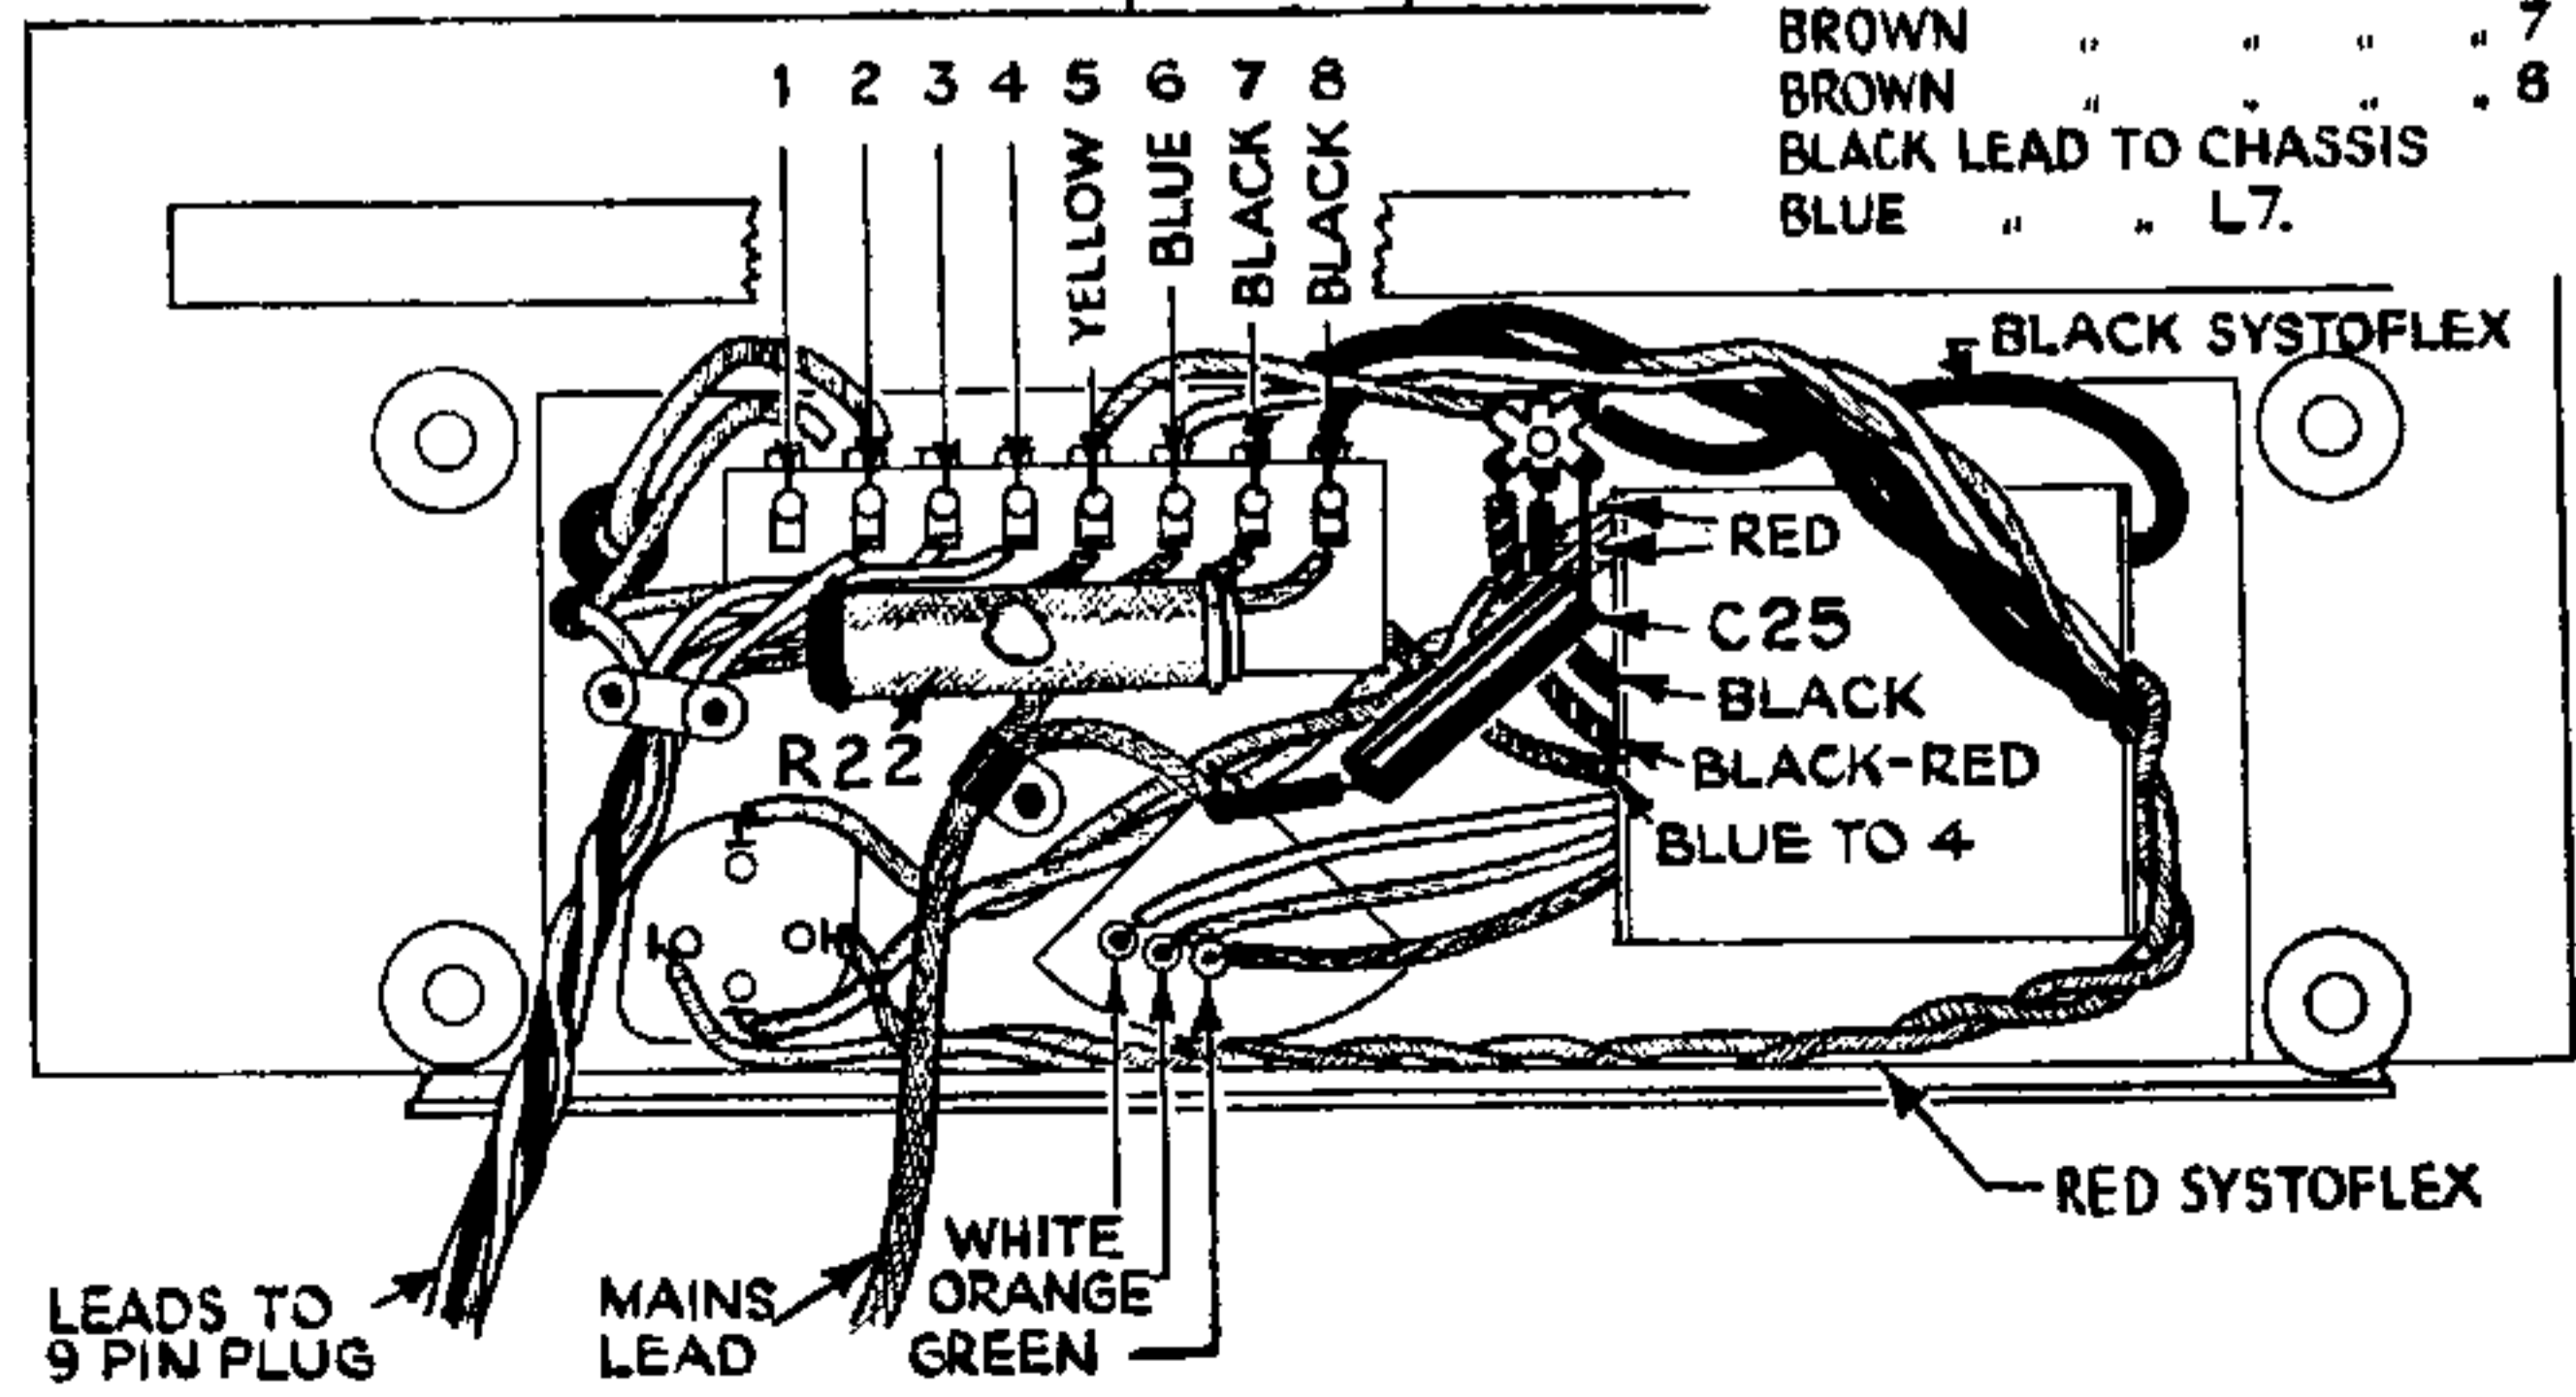 BROWN " " " " 7
BROWN " " " " 8
BLACK LEAD TO CHASSIS
BLUE " " L7.
1 2 3 4 5 6 7 8
YELLOW
BLUE
BLACK
BLACK
BLACK SYSTOFLEX
RED
C25
BLACK
R22
BLACK-RED
BLUE TO 4
RED SYSTOFLEX
WHITE
ORANGE
GREEN
MAINS
LEAD
LEADS TO
9 PIN PLUG